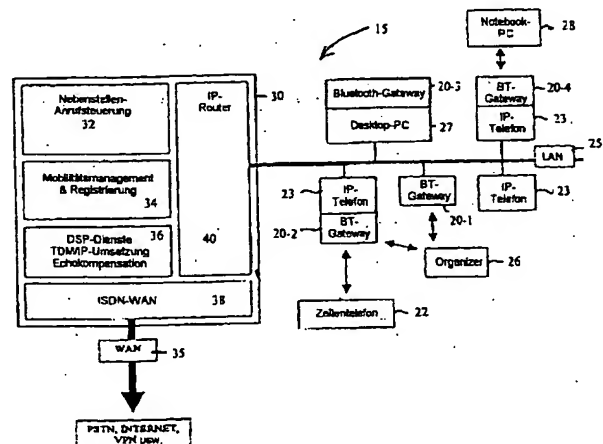 15
Notebook-
PC
28
Nebenstellen-
Anrufsteuerung
32
IP-
Router
30
Bluetooth-Gateway
20-3
Desktop-PC
27
BT-
Gateway
20-4
IP-
Telefon
23
25
LAN
Mobilitätsmanagement
& Registrierung
34
23
IP-
Telefon
BT-
Gateway
20-2
BT-
Gateway
20-1
IP-
Telefon
23
DSP-Dienste
36
TDM/IP-Umsetzung
Echokompensation
40
Organizer
26
ISDN-WAN
38
Zellentelefon
22
WAN
35
PSTN, INTERNET,
VPN usw.